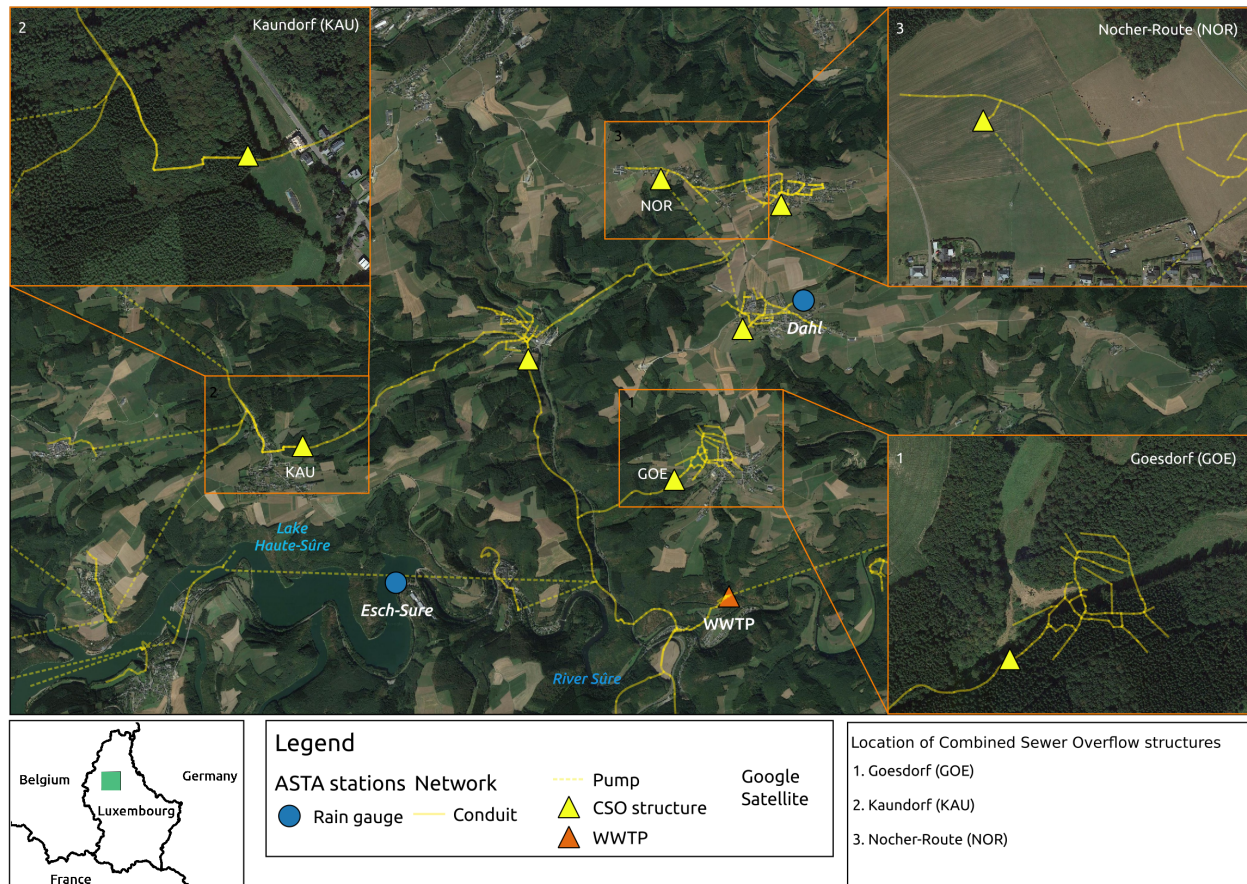 2
Kaundorf (KAU)
3
Nocher-Route (NOR)
3
NOR
Dahl
2
KAU
1
GOE
1
Goesdorf (GOE)
Lake
Haute-Sûre
Esch-Sure
WWTP
River Sûre
Belgium
Germany
Luxembourg
France
Legend
ASTA stations
Rain gauge
Network
Conduit
Pump
CSO structure
WWTP
Google
Satellite
Location of Combined Sewer Overflow structures
1. Goesdorf (GOE)
2. Kaundorf (KAU)
3. Nocher-Route (NOR)